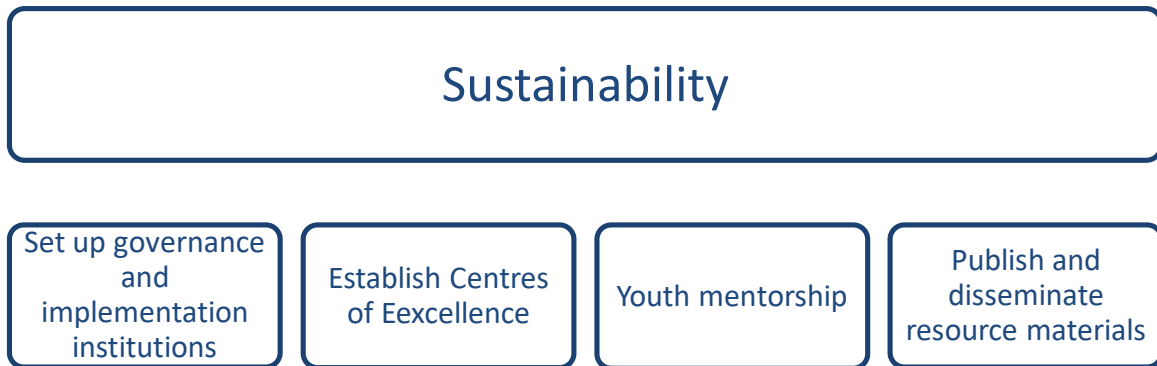 Sustainability
Set up governance
and
implementation
institutions
Establish Centres
of Eexcellence
Youth mentorship
Publish and
disseminate
resource materials